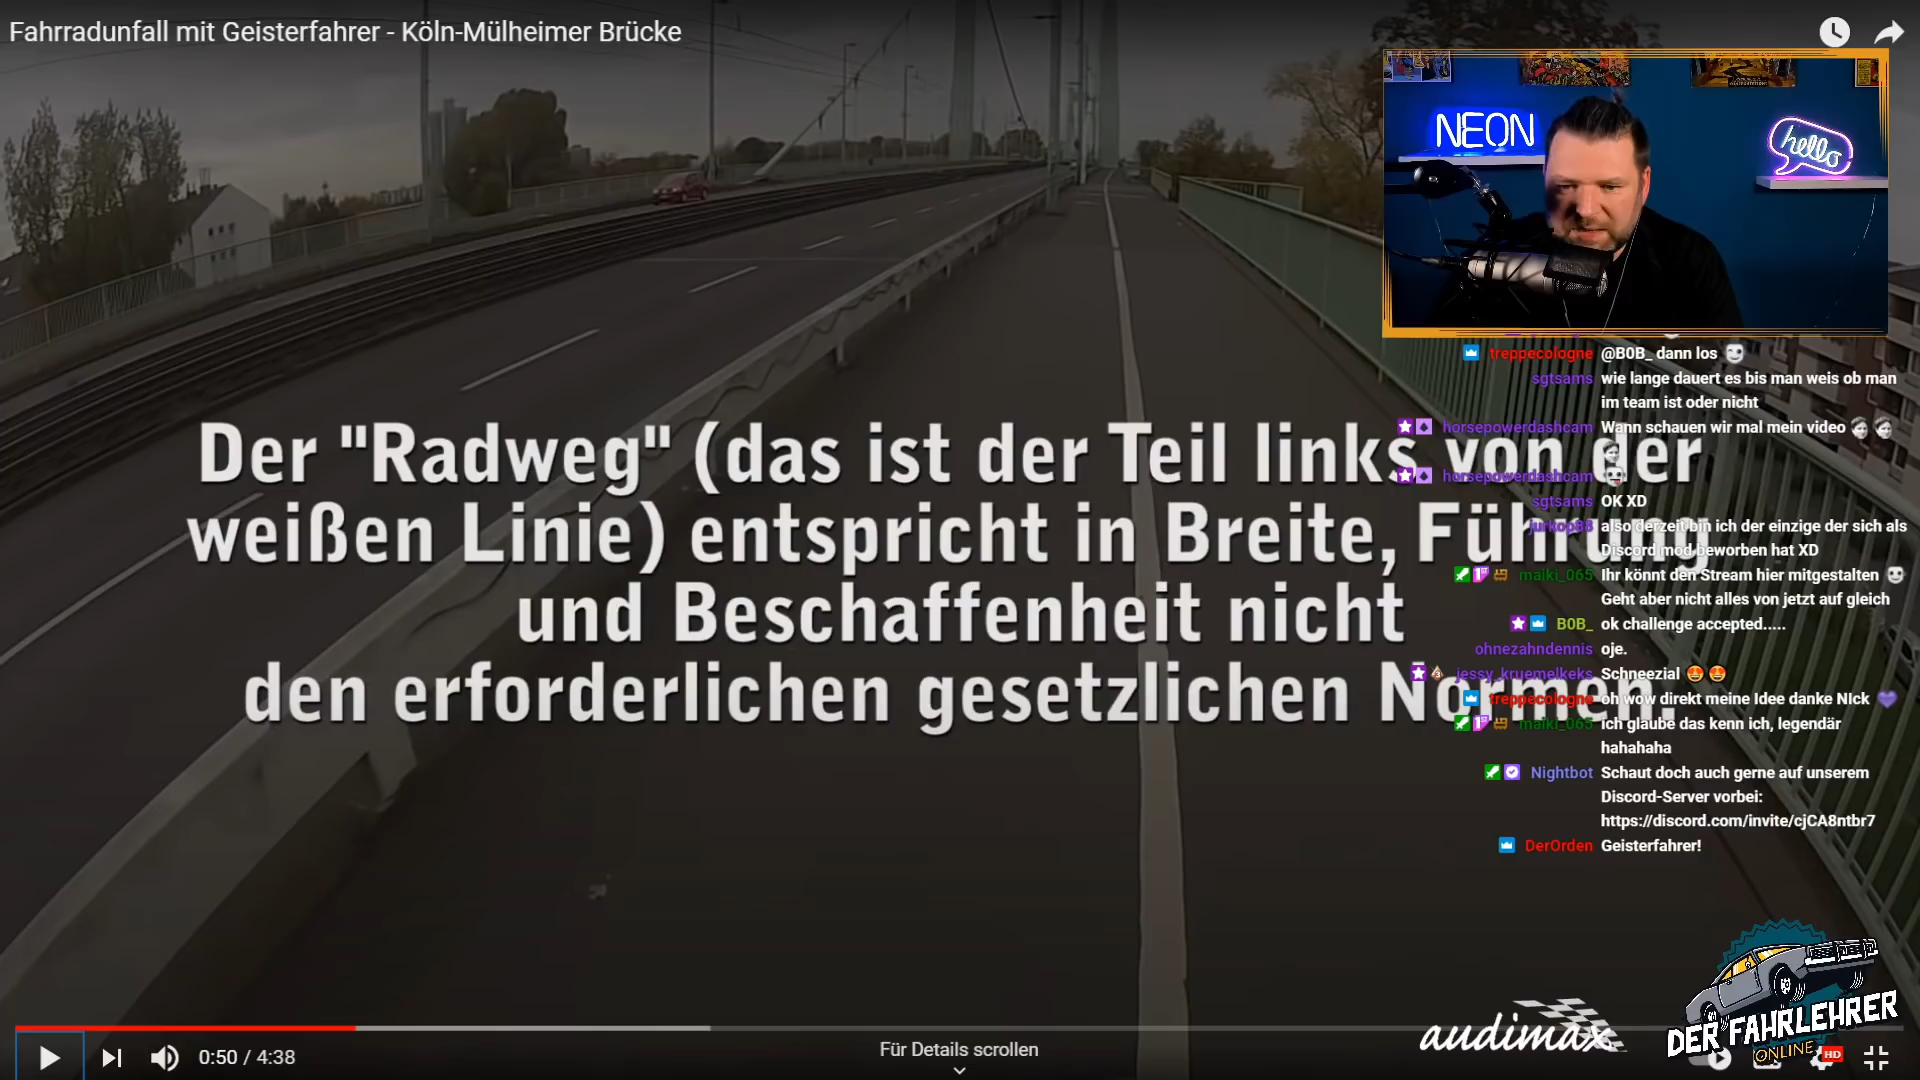 Fahrradunfall mit Geisterfahrer - Köln-Mülheimer Brücke
NEON
hello
Der "Radweg" (das ist der Teil links von der
weißen Linie) entspricht in Breite, Führung
und Beschaffenheit nicht
den erforderlichen gesetzlichen Normen
treppecologne @B0B_ dann los
sgtsams wie lange dauert es bis man weis ob man
im team ist oder nicht
horsepowerdashcam Wann schauen wir mal mein video
horsepowerdashcam
sgtsams OK XD
jurkop88 also derzeit bin ich der einzige der sich als
Discord mod beworben hat XD
maiki_065 Ihr könnt den Stream hier mitgestalten
Geht aber nicht alles von jetzt auf gleich
B0B_ ok challenge accepted.....
ohnezahndennis oje.
jessy_kruemelkeks Schneezial
treppecologne oh wow direkt meine Idee danke NIck
maiki_065 ich glaube das kenn ich, legendär
hahahaha
Nightbot Schaut doch auch gerne auf unserem
Discord-Server vorbei:
https://discord.com/invite/cjCA8ntbr7
DerOrden Geisterfahrer!
audimax
DER FAHRLEHRER
ONLINE
0:50 / 4:38
Für Details scrollen
HD